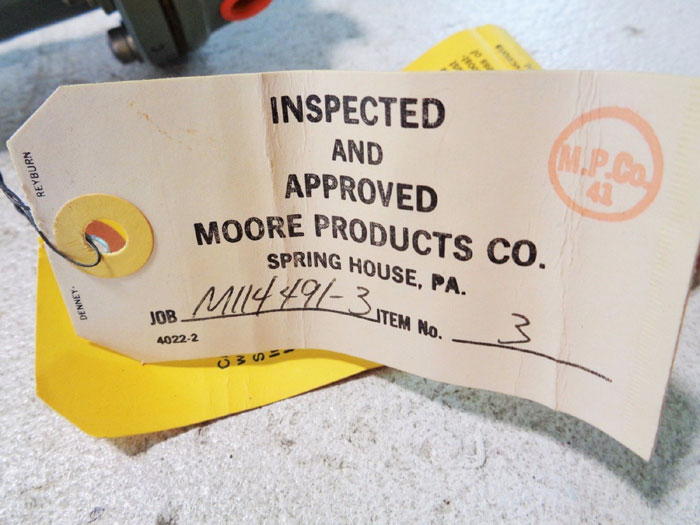 INSPECTED
AND
APPROVED
MOORE PRODUCTS CO.
SPRING HOUSE, PA.
JOB M114491-3 ITEM No. 3
4022-2
M.P.Co.
41
DENNEY-
REYBURN